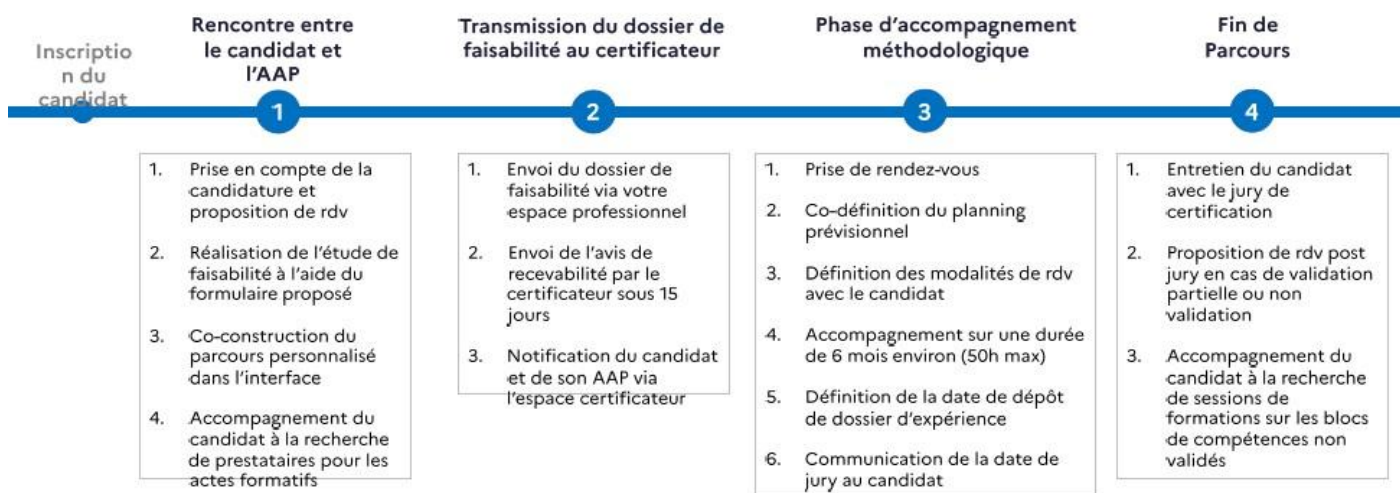 Inscriptio
n du
candidat
Rencontre entre
le candidat et
l'AAP
1
1. Prise en compte de la
candidature et
proposition de rdv
2. Réalisation de l'étude de
faisabilité à l'aide du
formulaire proposé
3. Co-construction du
parcours personnalisé
dans l'interface
4. Accompagnement du
candidat à la recherche
de prestataires pour les
actes formatifs
Transmission du dossier de
faisabilité au certificateur
2
1. Envoi du dossier de
faisabilité via votre
espace professionnel
2. Envoi de l'avis de
recevabilité par le
certificateur sous 15
jours
3. Notification du candidat
et de son AAP via
l'espace certificateur
Phase d'accompagnement
méthodologique
3
1. Prise de rendez-vous
2. Co-définition du planning
prévisionnel
3. Définition des modalités de rdv
avec le candidat
4. Accompagnement sur une durée
de 6 mois environ (50h max)
5. Définition de la date de dépôt
de dossier d'expérience
6. Communication de la date de
jury au candidat
Fin de
Parcours
4
1. Entretien du candidat
avec le jury de
certification
2. Proposition de rdv post
jury en cas de validation
partielle ou non
validation
3. Accompagnement du
candidat à la recherche
de sessions de
formations sur les blocs
de compétences non
validés